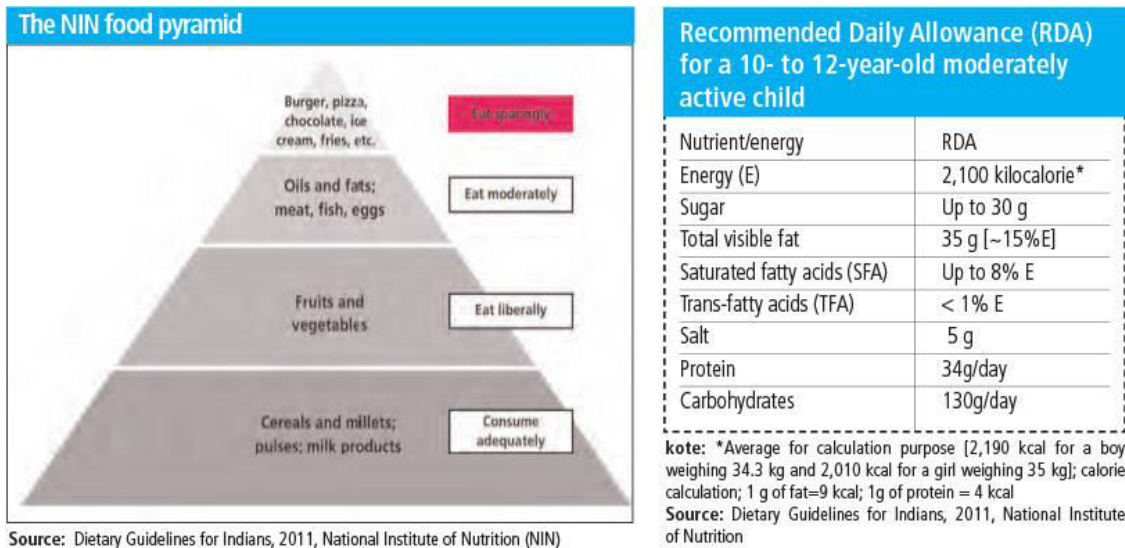 The NIN food pyramid
Burger, pizza,
chocolate, ice
cream, fries, etc.
Eat sparingly
Oils and fats;
meat, fish, eggs
Eat moderately
Fruits and
vegetables
Eat liberally
Cereals and millets;
pulses; milk products
Consume
adequately
Source: Dietary Guidelines for Indians, 2011, National Institute of Nutrition (NIN)
Recommended Daily Allowance (RDA)
for a 10- to 12-year-old moderately
active child
Nutrient/energy RDA
Energy (E) 2,100 kilocalorie*
Sugar Up to 30 g
Total visible fat 35 g [~15%E]
Saturated fatty acids (SFA) Up to 8% E
Trans-fatty acids (TFA) < 1% E
Salt 5 g
Protein 34g/day
Carbohydrates 130g/day
kote: *Average for calculation purpose [2,190 kcal for a boy
weighing 34.3 kg and 2,010 kcal for a girl weighing 35 kg]; calorie
calculation; 1 g of fat=9 kcal; 1g of protein = 4 kcal
Source: Dietary Guidelines for Indians, 2011, National Institute
of Nutrition